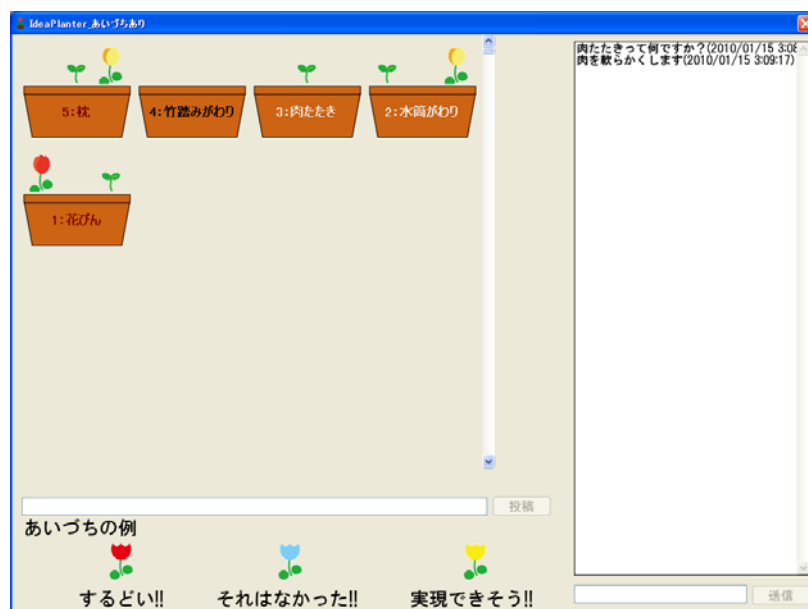 IdeaPlanter_あいづちあり
肉たたきって何ですか？(2010/01/15 3:08
肉を軟らかくします(2010/01/15 3:09:17)
5:枕
4:竹踏みがわり
3:肉たたき
2:水筒がわり
1:花びん
投稿
あいづちの例
するどい!!
それはなかった!!
実現できそう!!
送信